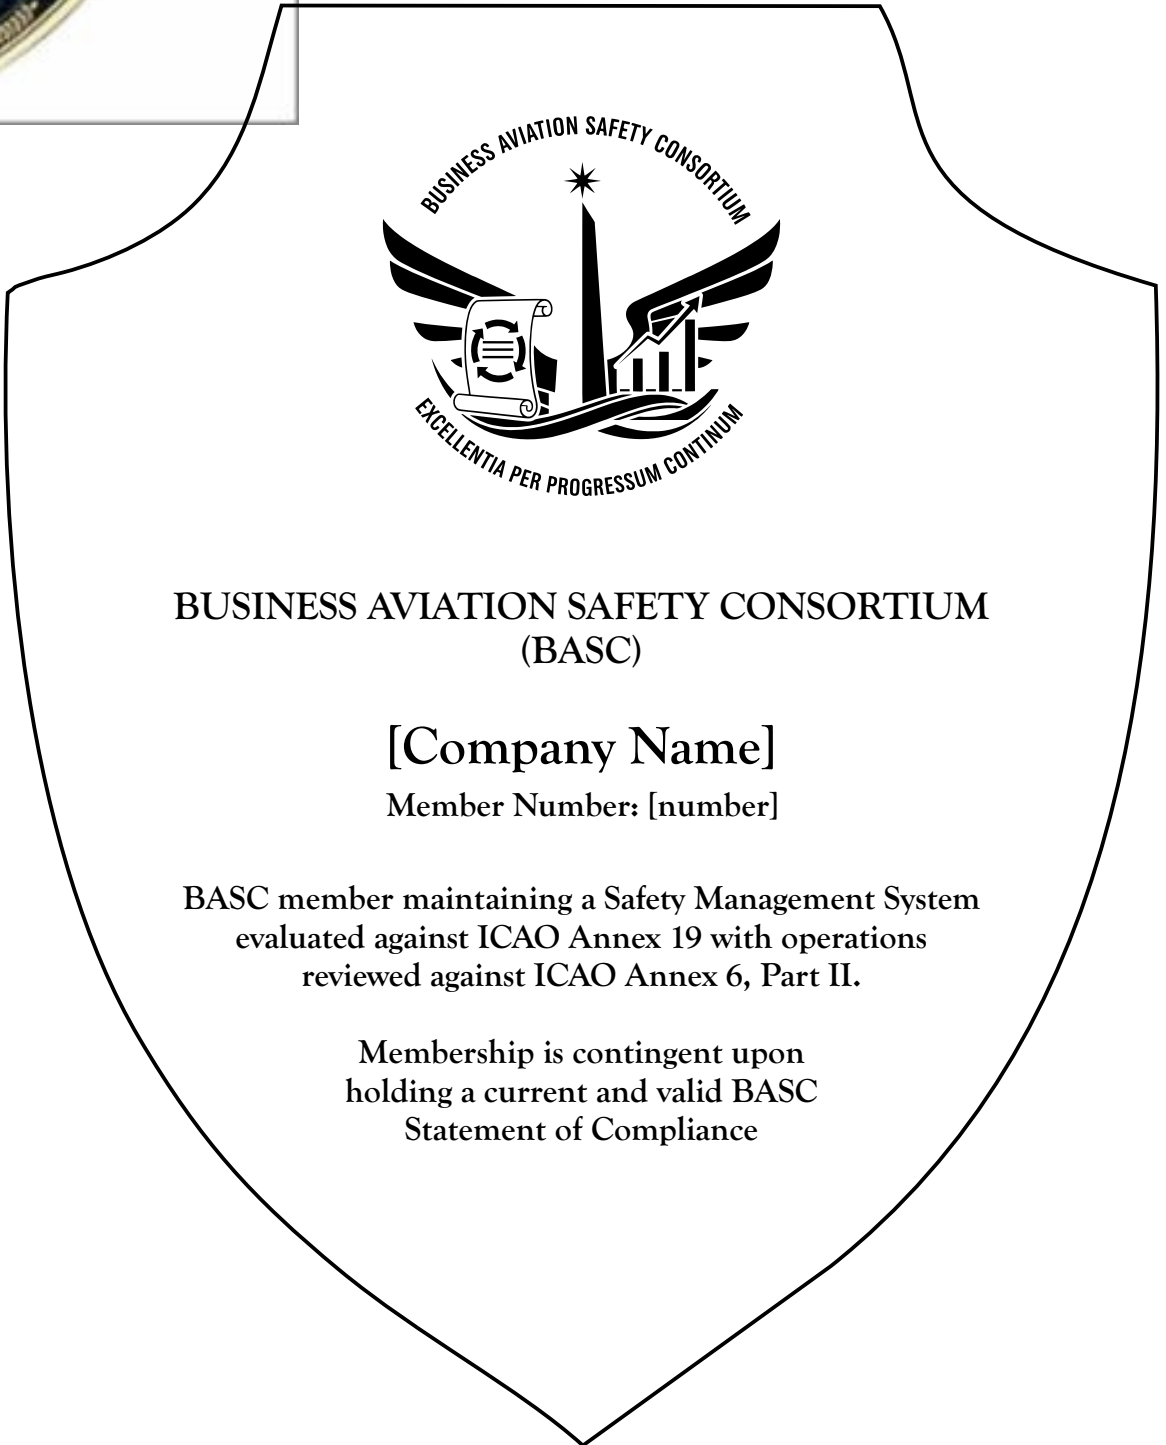 BUSINESS AVIATION SAFETY CONSORTIUM
EXCELLENTIA PER PROGRESSUM CONTINUUM
BUSINESS AVIATION SAFETY CONSORTIUM
(BASC)
[Company Name]
Member Number: [number]
BASC member maintaining a Safety Management System
evaluated against ICAO Annex 19 with operations
reviewed against ICAO Annex 6, Part II.
Membership is contingent upon
holding a current and valid BASC
Statement of Compliance